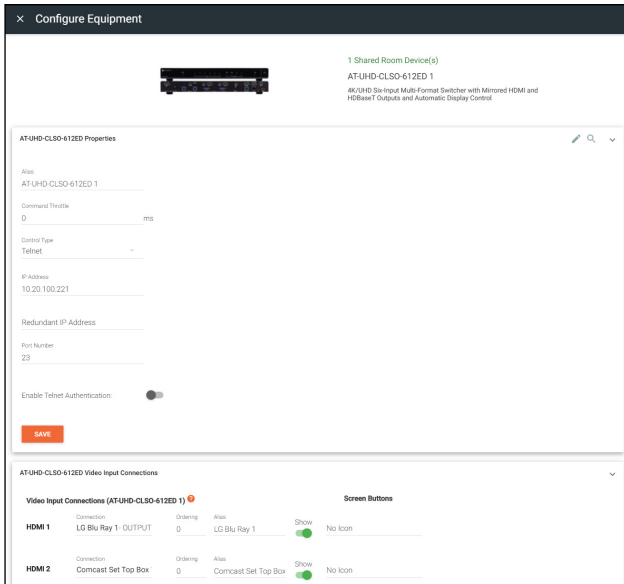 × Configure Equipment
1 Shared Room Device(s)
AT-UHD-CLSO-612ED 1
4K/UHD Six-Input Multi-Format Switcher with Mirrored HDMI and
HDBaseT Outputs and Automatic Display Control
AT-UHD-CLSO-612ED Properties
Alias
AT-UHD-CLSO-612ED 1
Command Throttle
0 ms
Control Type
Telnet
IP Address
10.20.100.221
Redundant IP Address
Port Number
23
Enable Telnet Authentication:
SAVE
AT-UHD-CLSO-612ED Video Input Connections
Video Input Connections (AT-UHD-CLSO-612ED 1) ? Screen Buttons
Connection Ordering Alias Show
HDMI 1 LG Blu Ray 1- OUTPUT 0 LG Blu Ray 1 No Icon
Connection Ordering Alias Show
HDMI 2 Comcast Set Top Box 0 Comcast Set Top Box No Icon